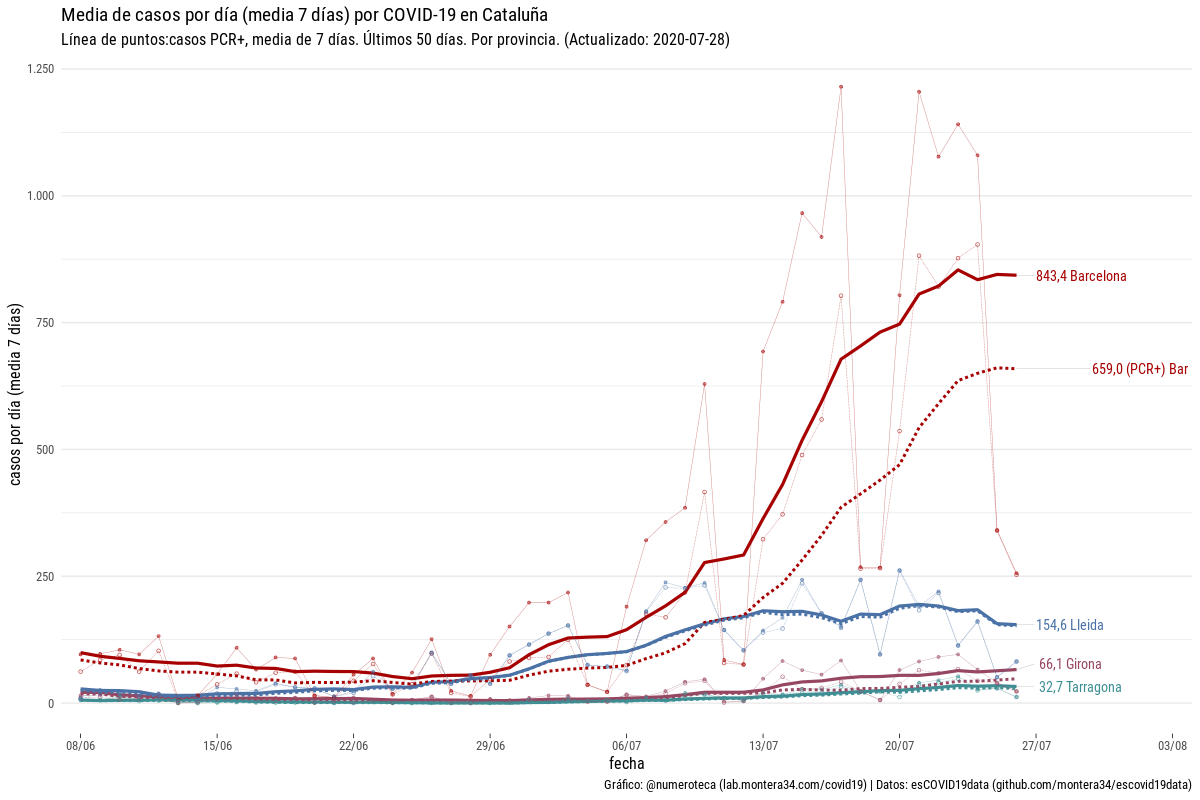 Media de casos por día (media 7 días) por COVID-19 en Cataluña
Línea de puntos:casos PCR+, media de 7 días. Últimos 50 días. Por provincia. (Actualizado: 2020-07-28)
casos por día (media 7 días)
1.250
1.000
750
500
250
0
843,4 Barcelona
659,0 (PCR+) Bar
154,6 Lleida
66,1 Girona
32,7 Tarragona
08/06
15/06
22/06
29/06
06/07
13/07
20/07
27/07
03/08
fecha
Gráfico: @numeroteca (lab.montera34.com/covid19) | Datos: esCOVID19data (github.com/montera34/escovid19data)